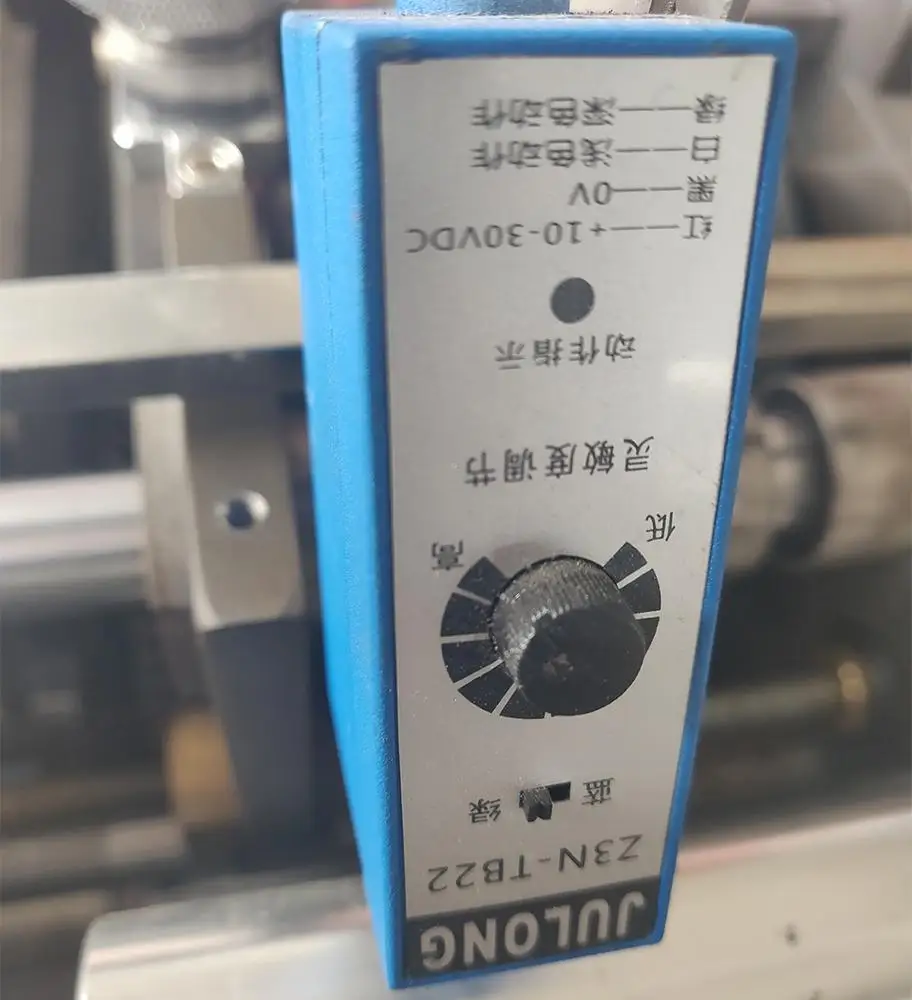 JULONG
Z3N-TB22
蓝 绿
灵敏度调节
低 高
动作指示
红——+10-30VDC
黑——0V
白——浅色动作
绿——深色动作